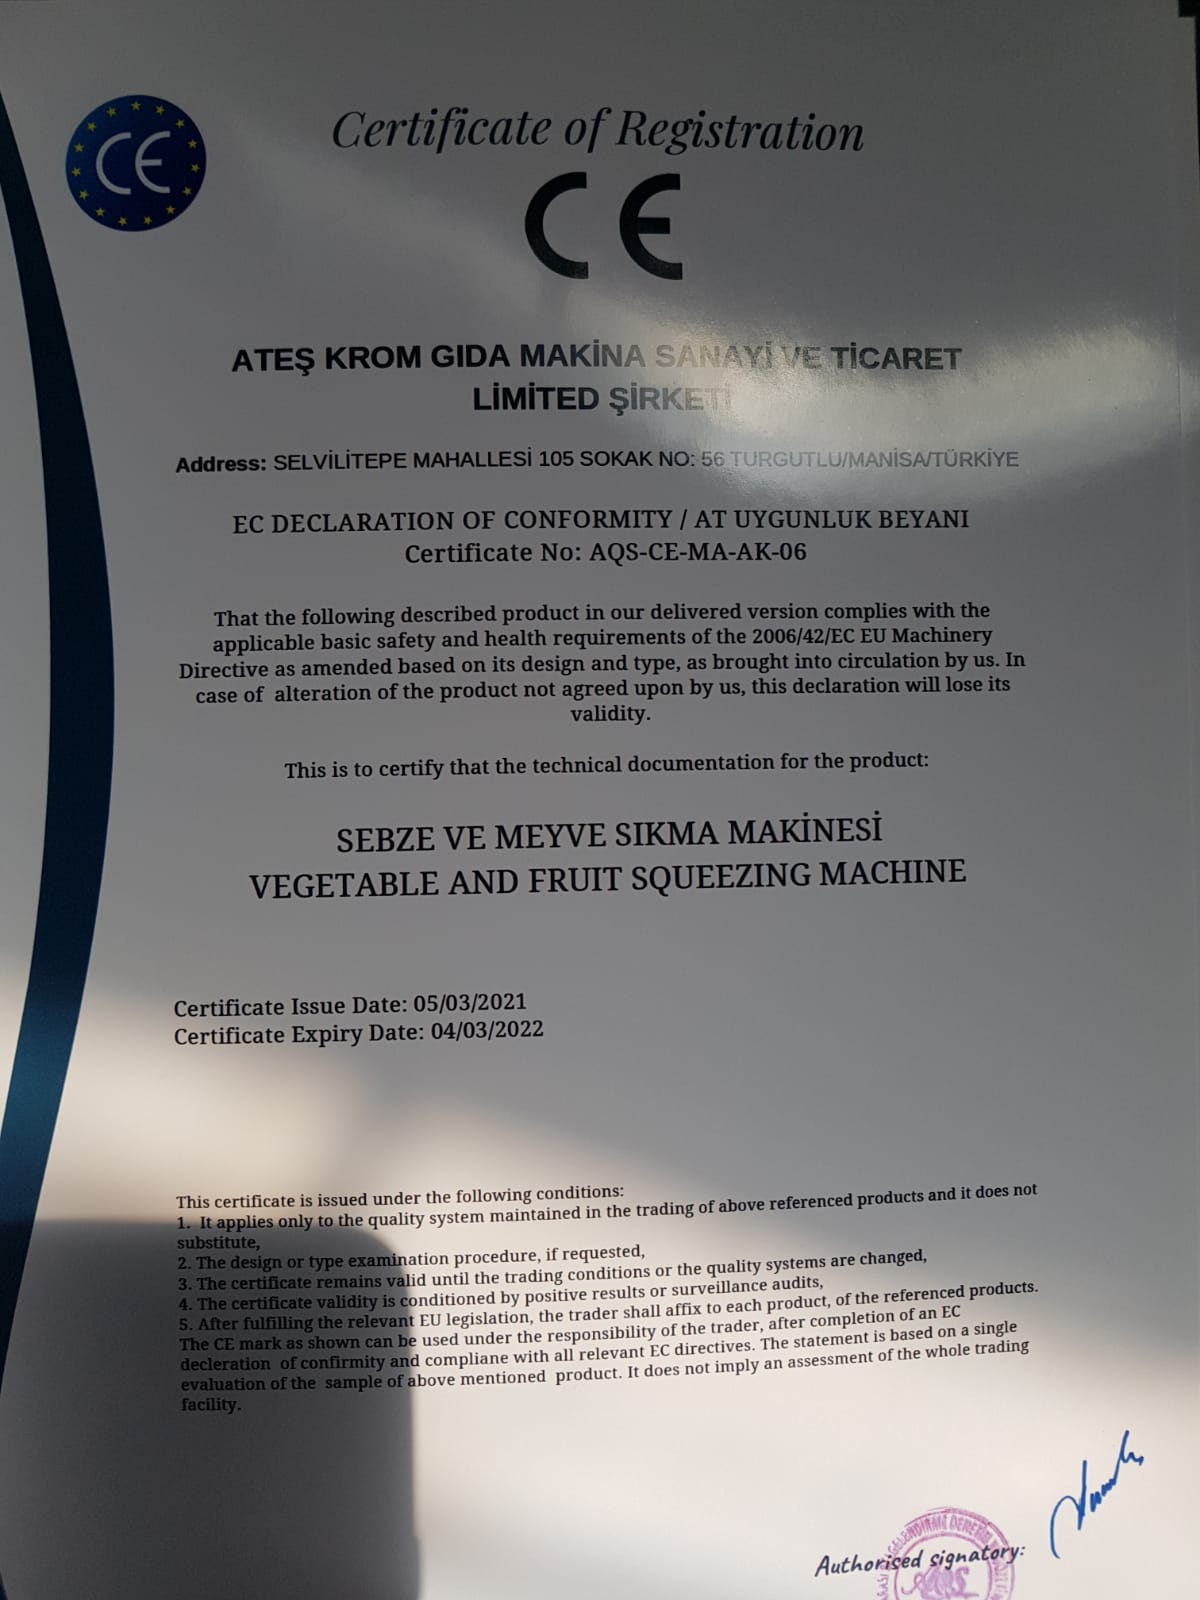 CE
Certificate of Registration
CE
ATEŞ KROM GIDA MAKİNA SANAYİ VE TİCARET
LİMİTED ŞİRKETİ
Address: SELVİLİTEPE MAHALLESİ 105 SOKAK NO: 56 TURGUTLU/MANİSA/TÜRKİYE
EC DECLARATION OF CONFORMITY / AT UYGUNLUK BEYANI
Certificate No: AQS-CE-MA-AK-06
That the following described product in our delivered version complies with the
applicable basic safety and health requirements of the 2006/42/EC EU Machinery
Directive as amended based on its design and type, as brought into circulation by us. In
case of alteration of the product not agreed upon by us, this declaration will lose its
validity.
This is to certify that the technical documentation for the product:
SEBZE VE MEYVE SIKMA MAKİNESİ
VEGETABLE AND FRUIT SQUEEZING MACHINE
Certificate Issue Date: 05/03/2021
Certificate Expiry Date: 04/03/2022
This certificate is issued under the following conditions:
1. It applies only to the quality system maintained in the trading of above referenced products and it does not
substitute,
2. The design or type examination procedure, if requested,
3. The certificate remains valid until the trading conditions or the quality systems are changed,
4. The certificate validity is conditioned by positive results or surveillance audits,
5. After fulfilling the relevant EU legislation, the trader shall affix to each product, of the referenced products.
The CE mark as shown can be used under the responsibility of the trader, after completion of an EC
decleration of confirmity and compliane with all relevant EC directives. The statement is based on a single
evaluation of the sample of above mentioned product. It does not imply an assessment of the whole trading
facility.
Authorised signatory: